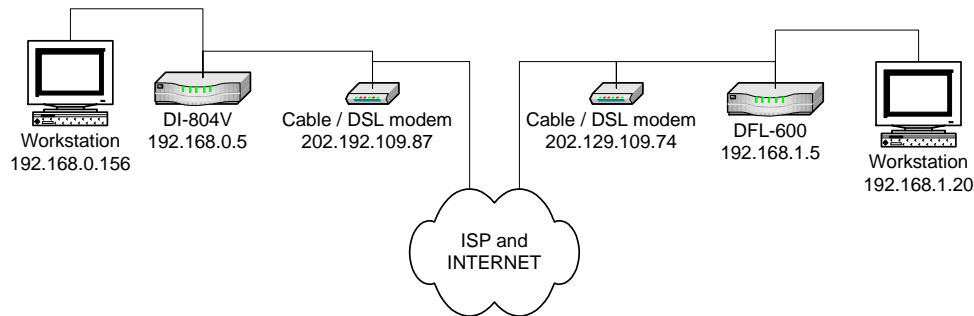 Workstation
192.168.0.156
DI-804V
192.168.0.5
Cable / DSL modem
202.192.109.87
Cable / DSL modem
202.129.109.74
DFL-600
192.168.1.5
Workstation
192.168.1.20
ISP and
INTERNET